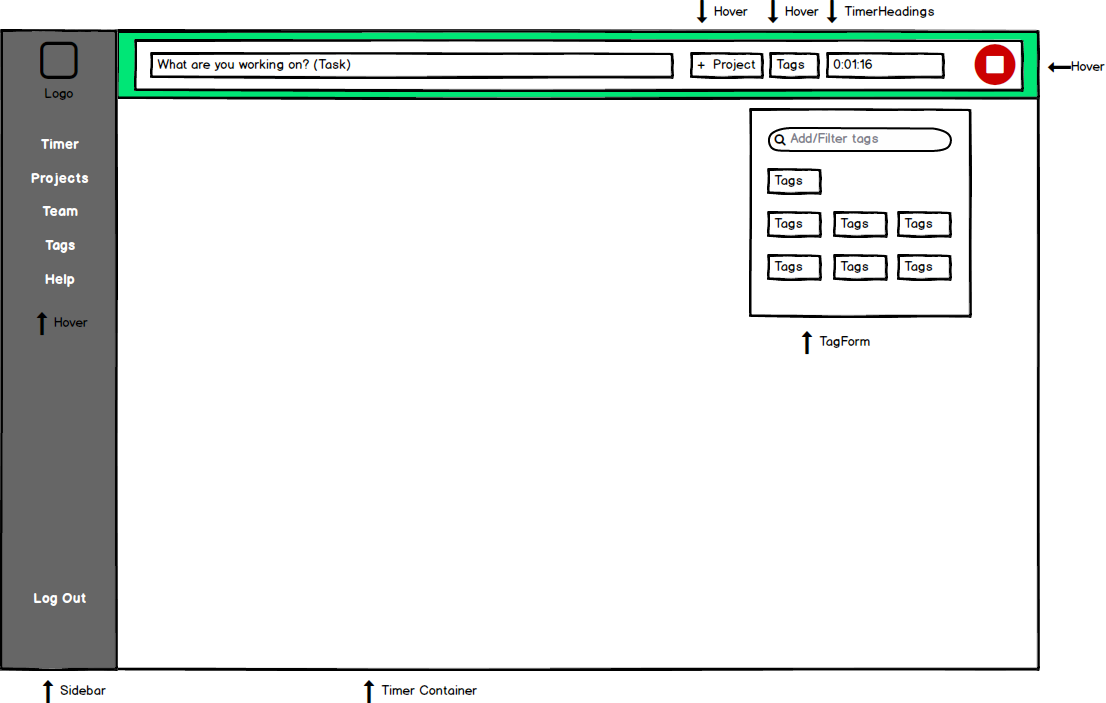 Hover
Hover
TimerHeadings
Logo
What are you working on? (Task)
+ Project
Tags
0:01:16
Hover
Timer
Projects
Team
Tags
Help
Hover
Add/Filter tags
Tags
Tags Tags Tags
Tags Tags Tags
TagForm
Log Out
Sidebar
Timer Container